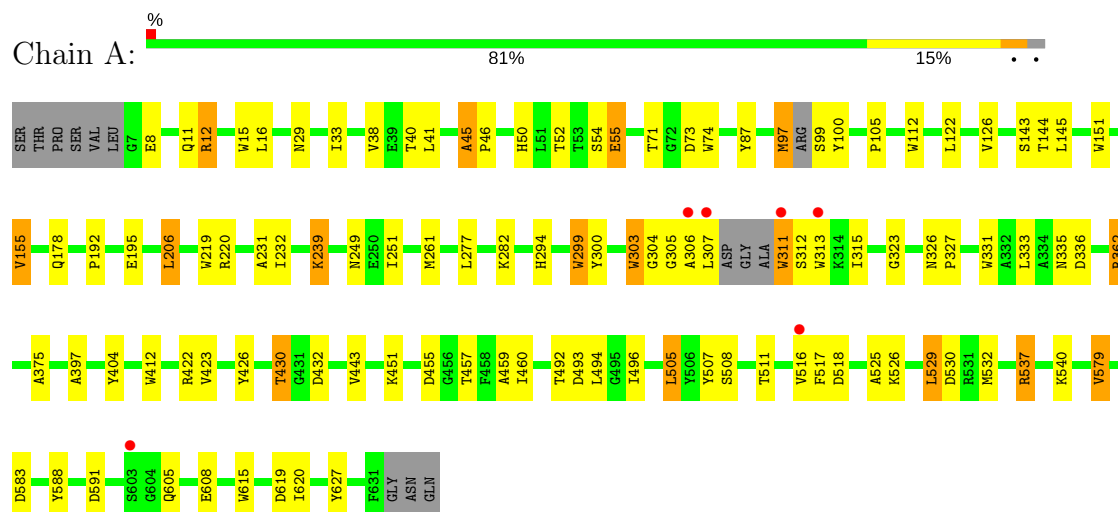 %
Chain A:
81% 15% • •
SER THR PRO SER VAL LEU G7 E8 Q11 R12 W15 L16 N29 I33 V38 E39 T40 L41 A45 P46 H50 L51 T52 T53 S54 E55 T71 G72 D73 W74 Y87 M97 ARG S99 Y100 P105 W112 L122 V126 S143 T144 L145 W151
V155 Q178 P192 E195 L206 W219 R220 A231 I232 K239 N249 E250 I251 M261 L277 K282 H294 W299 Y300 W303 G304 G305 A306 L307 ASP GLY ALA W311 S312 W313 K314 I315 G323 N326 P327 W331 A332 L333 A334 N335 D336
A375 A397 Y404 W412 R422 V423 Y426 T430 G431 D432 V443 K451 D455 G456 T457 F458 A459 I460 T492 D493 L494 G495 I496 L505 Y506 Y507 S508 T511 V516 F517 D518 A525 K526 L529 D530 R531 M532 R537 K540 V579
D583 Y588 D591 S603 G604 Q605 E608 W615 D619 I620 Y627 F631 GLY ASN GLN